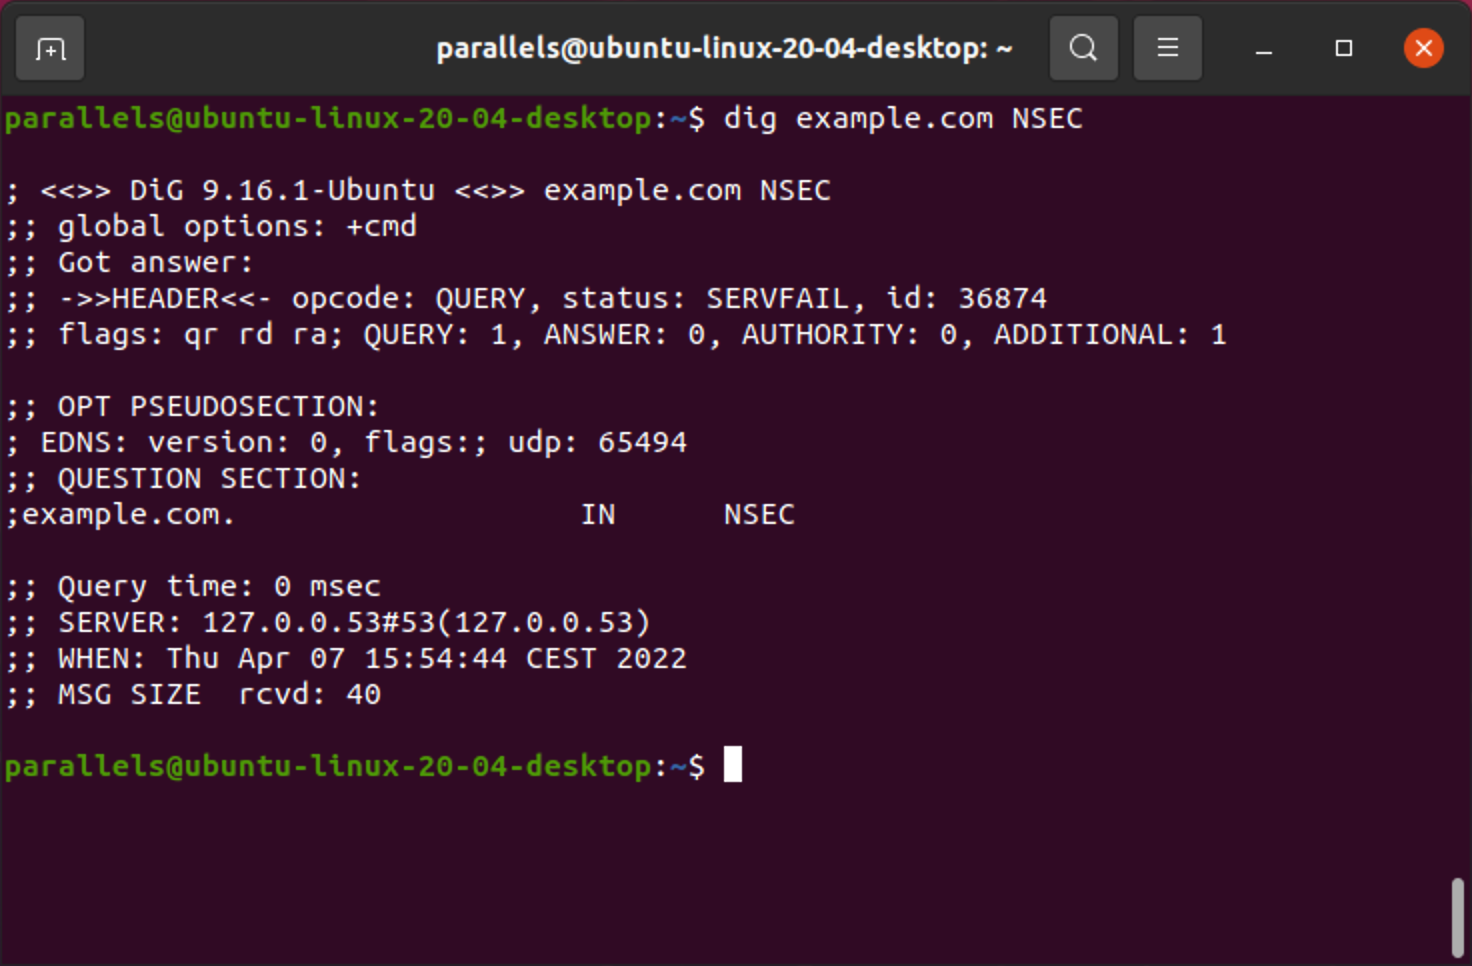 parallels@ubuntu-linux-20-04-desktop: ~
parallels@ubuntu-linux-20-04-desktop:~$ dig example.com NSEC
; <<>> DiG 9.16.1-Ubuntu <<>> example.com NSEC
;; global options: +cmd
;; Got answer:
;; ->>HEADER<<- opcode: QUERY, status: SERVFAIL, id: 36874
;; flags: qr rd ra; QUERY: 1, ANSWER: 0, AUTHORITY: 0, ADDITIONAL: 1
;; OPT PSEUDOSECTION:
; EDNS: version: 0, flags:; udp: 65494
;; QUESTION SECTION:
;example.com. IN NSEC
;; Query time: 0 msec
;; SERVER: 127.0.0.53#53(127.0.0.53)
;; WHEN: Thu Apr 07 15:54:44 CEST 2022
;; MSG SIZE  rcvd: 40
parallels@ubuntu-linux-20-04-desktop:~$